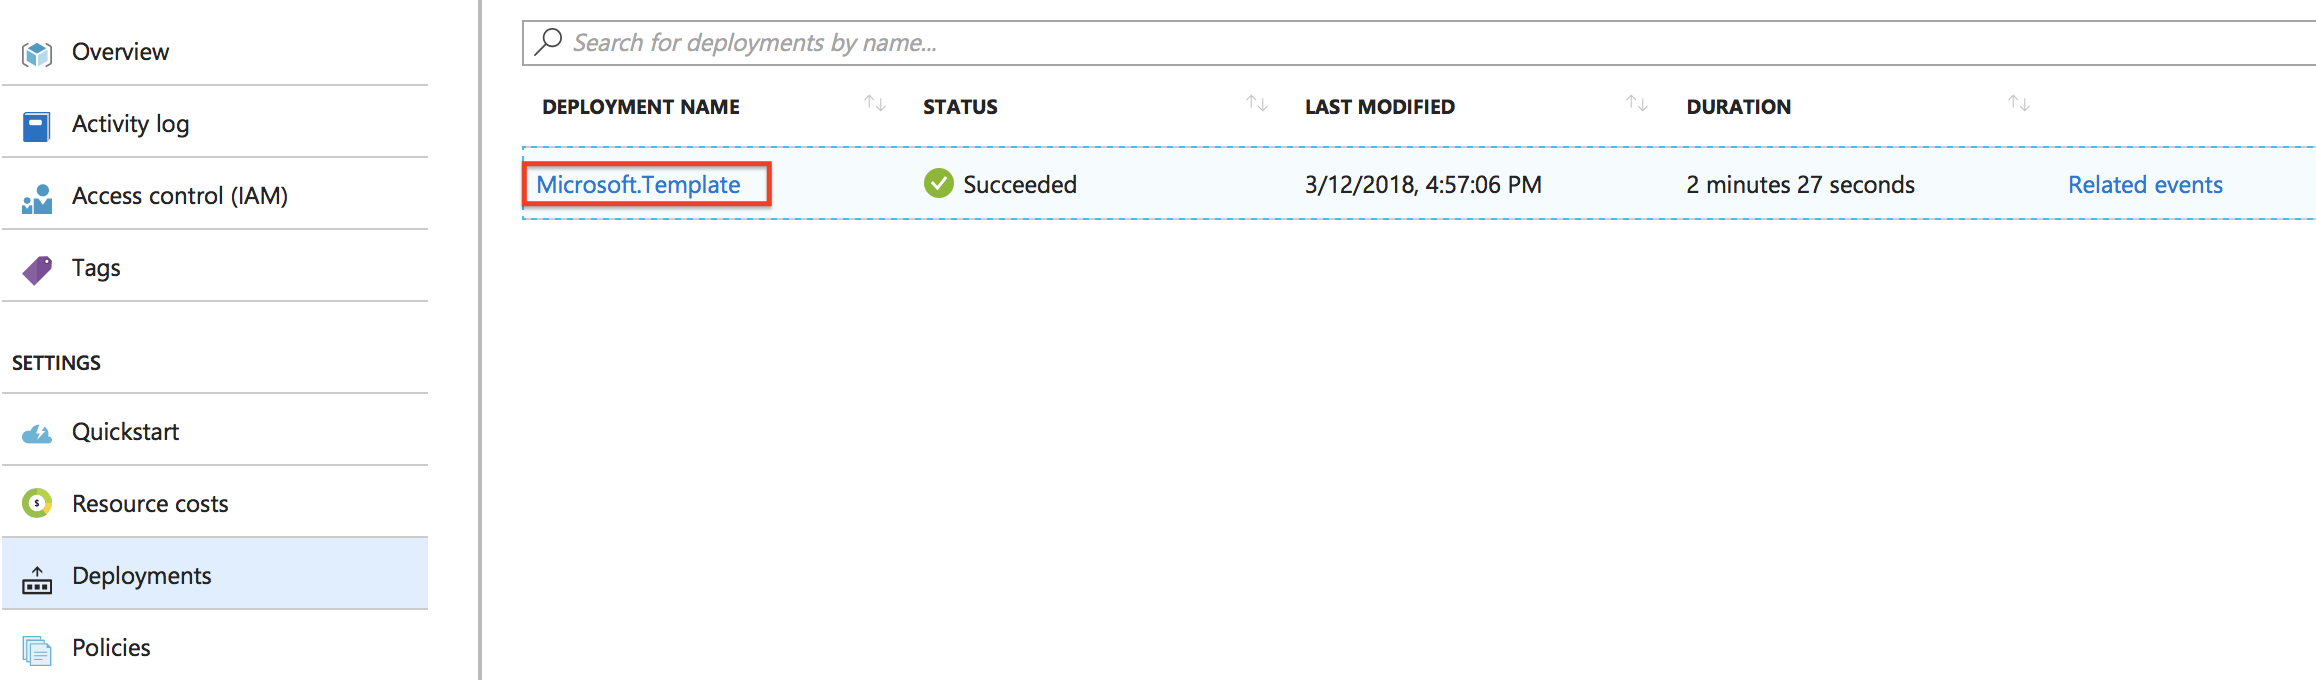 Overview
Activity log
Access control (IAM)
Tags
SETTINGS
Quickstart
Resource costs
Deployments
Policies
Search for deployments by name...
DEPLOYMENT NAME STATUS LAST MODIFIED DURATION
Microsoft.Template Succeeded 3/12/2018, 4:57:06 PM 2 minutes 27 seconds Related events